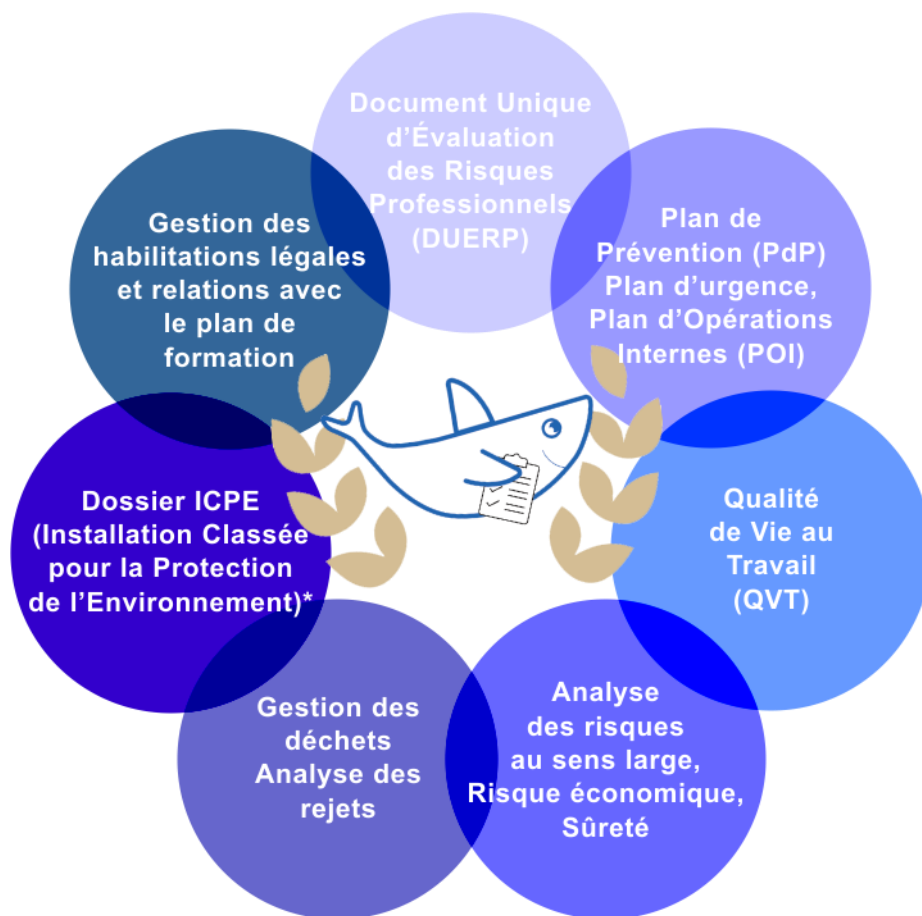 Document Unique
d'Évaluation
des Risques
Professionnels
(DUERP)
Plan de
Prévention (PdP)
Plan d'urgence,
Plan d'Opérations
Internes (POI)
Qualité
de Vie au
Travail
(QVT)
Analyse
des risques
au sens large,
Risque économique,
Sûreté
Gestion des
déchets
Analyse des
rejets
Dossier ICPE
(Installation Classée
pour la Protection
de l'Environnement)*
Gestion des
habilitations légales
et relations avec
le plan de
formation